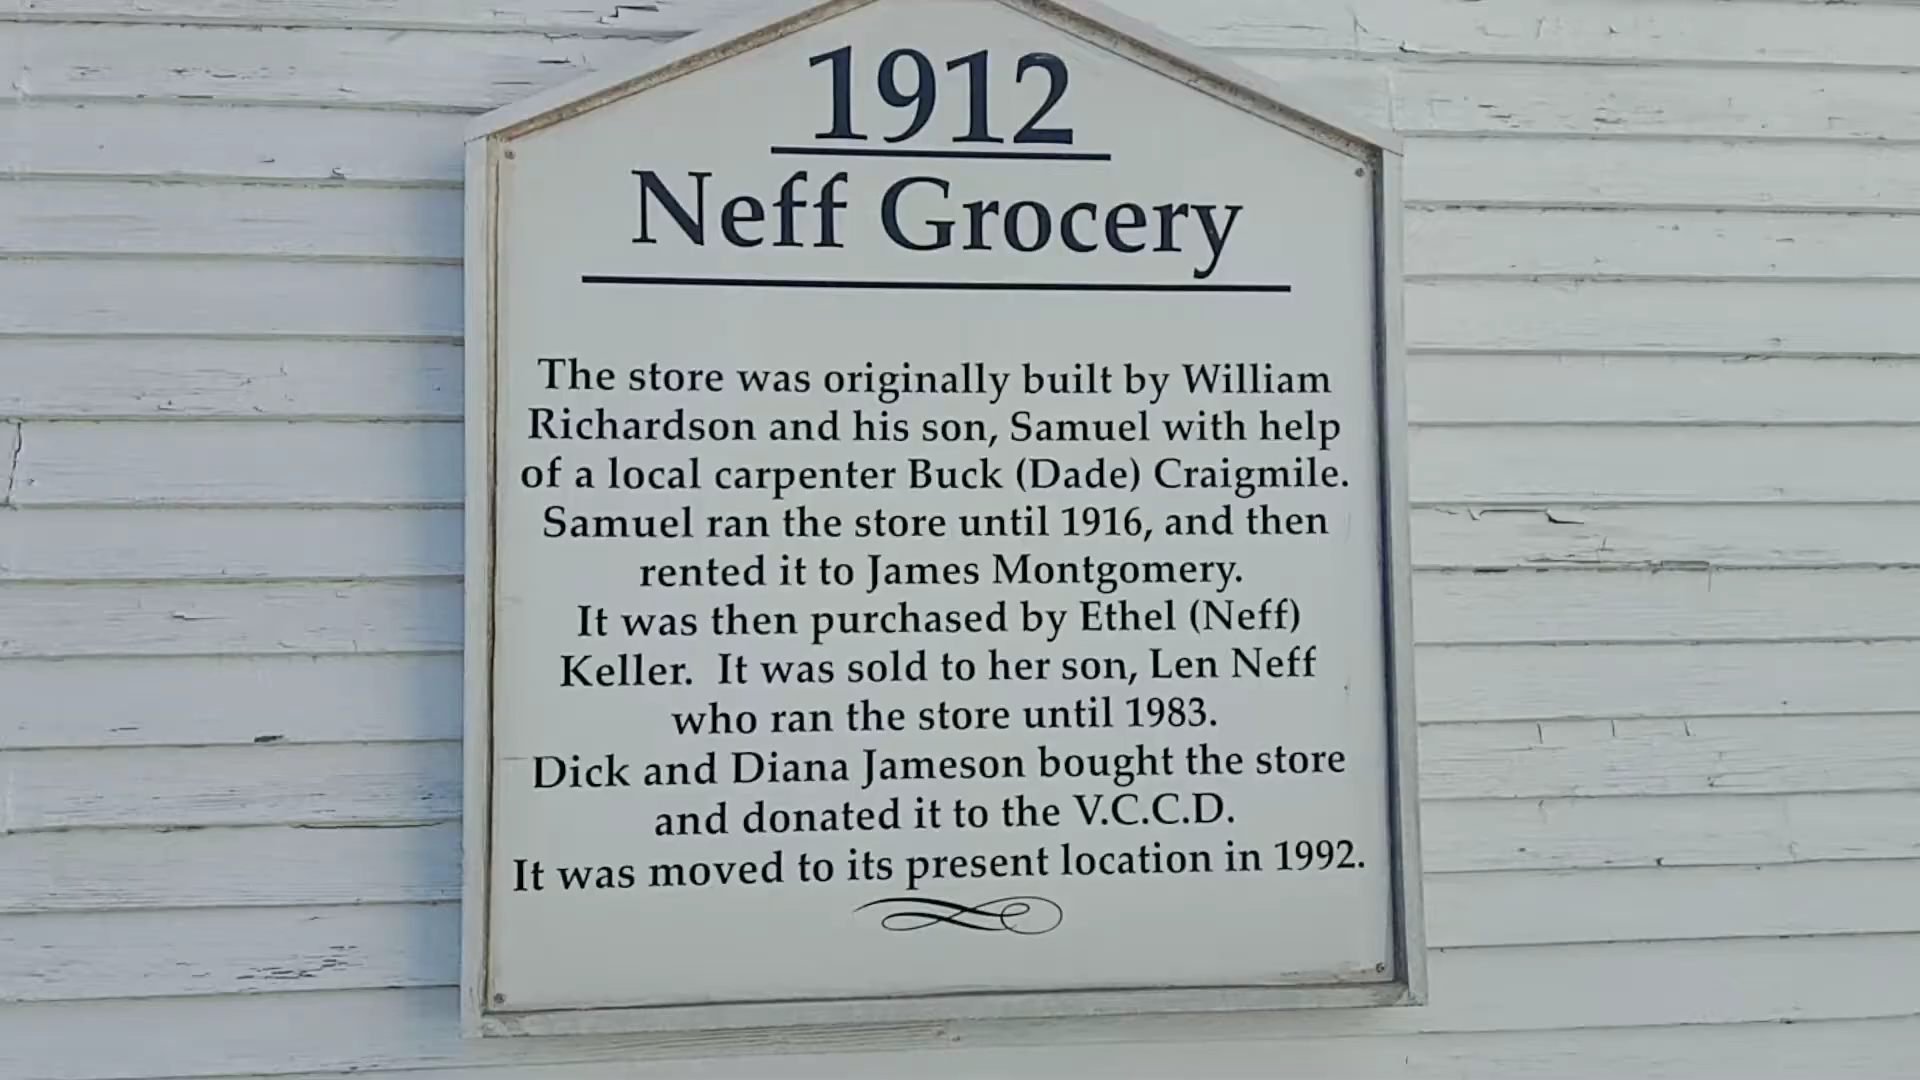 1912
Neff Grocery
The store was originally built by William
Richardson and his son, Samuel with help
of a local carpenter Buck (Dade) Craigmile.
Samuel ran the store until 1916, and then
rented it to James Montgomery.
It was then purchased by Ethel (Neff)
Keller. It was sold to her son, Len Neff
who ran the store until 1983.
Dick and Diana Jameson bought the store
and donated it to the V.C.C.D.
It was moved to its present location in 1992.